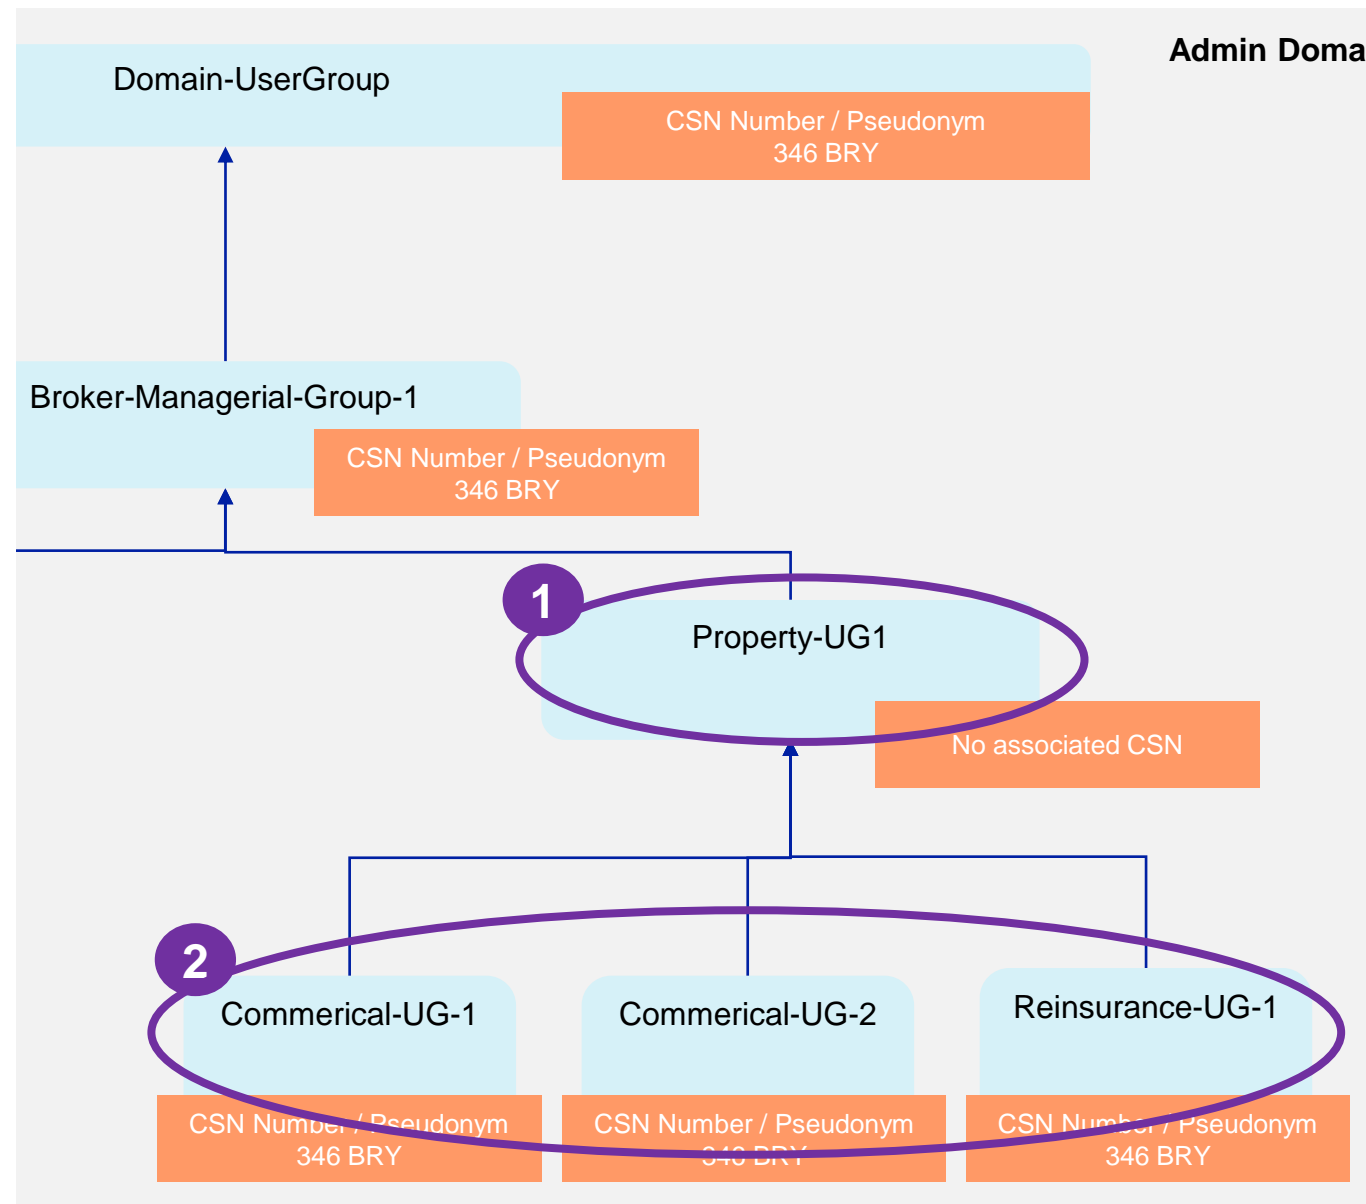 Admin Doma
Domain-UserGroup
CSN Number / Pseudonym
346 BRY
Broker-Managerial-Group-1
CSN Number / Pseudonym
346 BRY
1
Property-UG1
No associated CSN
2
Commerical-UG-1
Commerical-UG-2
Reinsurance-UG-1
CSN Number / Pseudonym
346 BRY
CSN Number / Pseudonym
346 BRY
CSN Number / Pseudonym
346 BRY